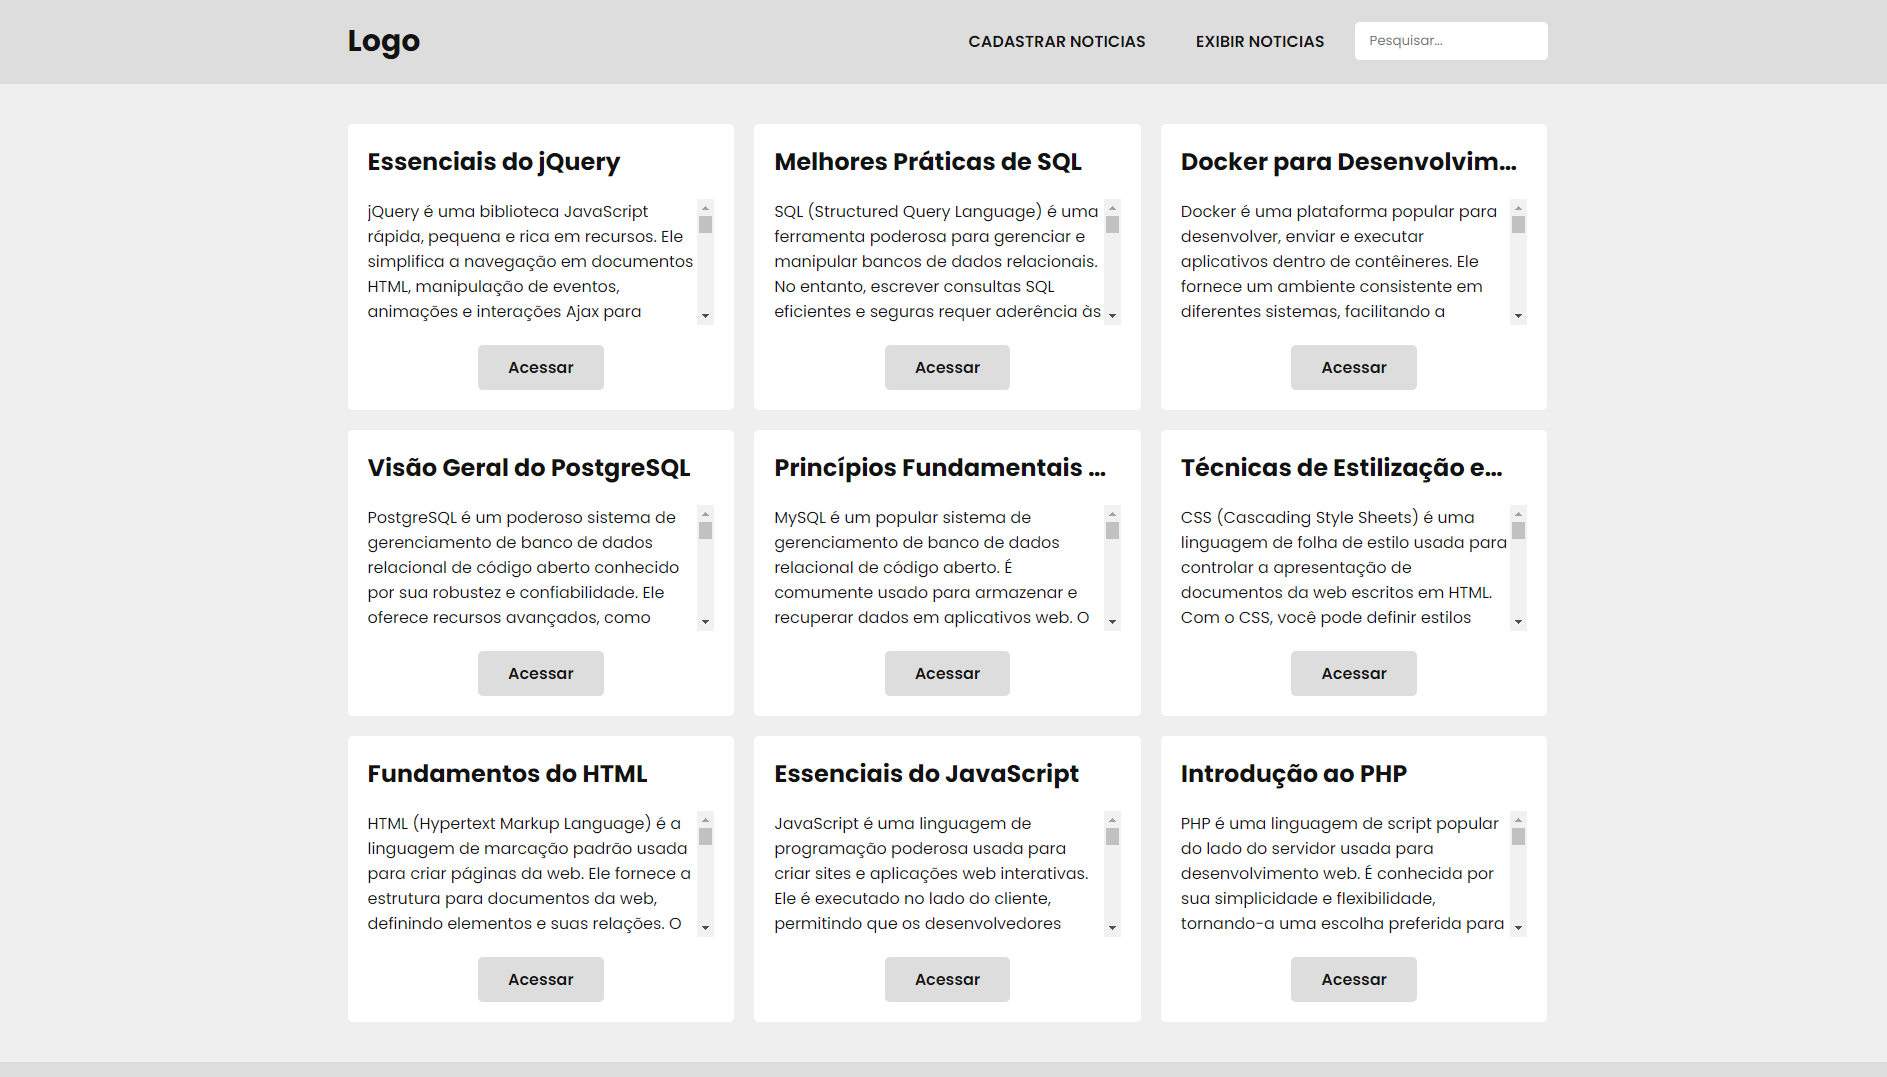 Logo
CADASTRAR NOTICIAS
EXIBIR NOTICIAS
Pesquisar...
Essenciais do jQuery
jQuery é uma biblioteca JavaScript
rápida, pequena e rica em recursos. Ele
simplifica a navegação em documentos
HTML, manipulação de eventos,
animações e interações Ajax para
Acessar
Melhores Práticas de SQL
SQL (Structured Query Language) é uma
ferramenta poderosa para gerenciar e
manipular bancos de dados relacionais.
No entanto, escrever consultas SQL
eficientes e seguras requer aderência às
Acessar
Docker para Desenvolvim...
Docker é uma plataforma popular para
desenvolver, enviar e executar
aplicativos dentro de contêineres. Ele
fornece um ambiente consistente em
diferentes sistemas, facilitando a
Acessar
Visão Geral do PostgreSQL
PostgreSQL é um poderoso sistema de
gerenciamento de banco de dados
relacional de código aberto conhecido
por sua robustez e confiabilidade. Ele
oferece recursos avançados, como
Acessar
Princípios Fundamentais ...
MySQL é um popular sistema de
gerenciamento de banco de dados
relacional de código aberto. É
comumente usado para armazenar e
recuperar dados em aplicativos web. O
Acessar
Técnicas de Estilização e...
CSS (Cascading Style Sheets) é uma
linguagem de folha de estilo usada para
controlar a apresentação de
documentos da web escritos em HTML.
Com o CSS, você pode definir estilos
Acessar
Fundamentos do HTML
HTML (Hypertext Markup Language) é a
linguagem de marcação padrão usada
para criar páginas da web. Ele fornece a
estrutura para documentos da web,
definindo elementos e suas relações. O
Acessar
Essenciais do JavaScript
JavaScript é uma linguagem de
programação poderosa usada para
criar sites e aplicações web interativas.
Ele é executado no lado do cliente,
permitindo que os desenvolvedores
Acessar
Introdução ao PHP
PHP é uma linguagem de script popular
do lado do servidor usada para
desenvolvimento web. É conhecida por
sua simplicidade e flexibilidade,
tornando-a uma escolha preferida para
Acessar